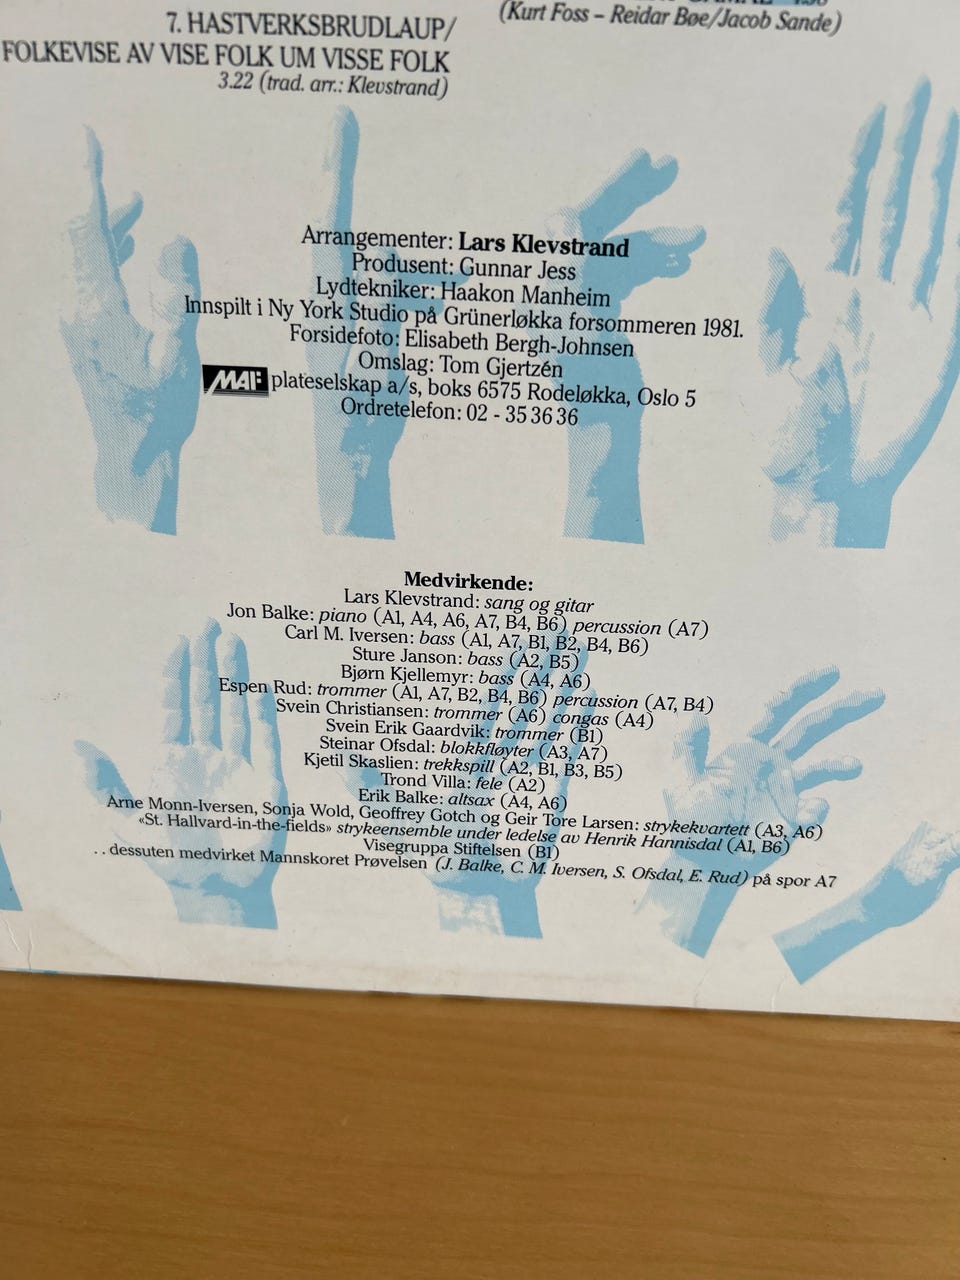 7. HASTVERKSBRUDLAUP/
FOLKEVISE AV VISE FOLK UM VISSE FOLK
3.22 (trad. arr.: Klevstrand)
(Kurt Foss – Reidar Bøe/Jacob Sande)
Arrangementer: Lars Klevstrand
Produsent: Gunnar Jess
Lydtekniker: Haakon Manheim
Innspilt i Ny York Studio på Grünerløkka forsommeren 1981.
Forsidefoto: Elisabeth Bergh-Johnsen
Omslag: Tom Gjertzén
MAI: plateselskap a/s, boks 6575 Rodeløkka, Oslo 5
Ordretelefon: 02 - 35 36 36
Medvirkende:
Lars Klevstrand: sang og gitar
Jon Balke: piano (A1, A4, A6, A7, B4, B6) percussion (A7)
Carl M. Iversen: bass (A1, A7, B1, B2, B4, B6)
Sture Janson: bass (A2, B5)
Bjørn Kjellemyr: bass (A4, A6)
Espen Rud: trommer (A1, A7, B2, B4, B6) percussion (A7, B4)
Svein Christiansen: trommer (A6) congas (A4)
Svein Erik Gaardvik: trommer (B1)
Steinar Ofsdal: blokkfløyter (A3, A7)
Kjetil Skaslien: trekkspill (A2, B1, B3, B5)
Trond Villa: fele (A2)
Erik Balke: altsax (A4, A6)
Arne Monn-Iversen, Sonja Wold, Geoffrey Gotch og Geir Tore Larsen: strykekvartett (A3, A6)
«St. Hallvard-in-the-fields» strykeensemble under ledelse av Henrik Hannisdal (A1, B6)
Visegruppa Stiftelsen (B1)
. . dessuten medvirket Mannskoret Prøvelsen (J. Balke, C. M. Iversen, S. Ofsdal, E. Rud) på spor A7